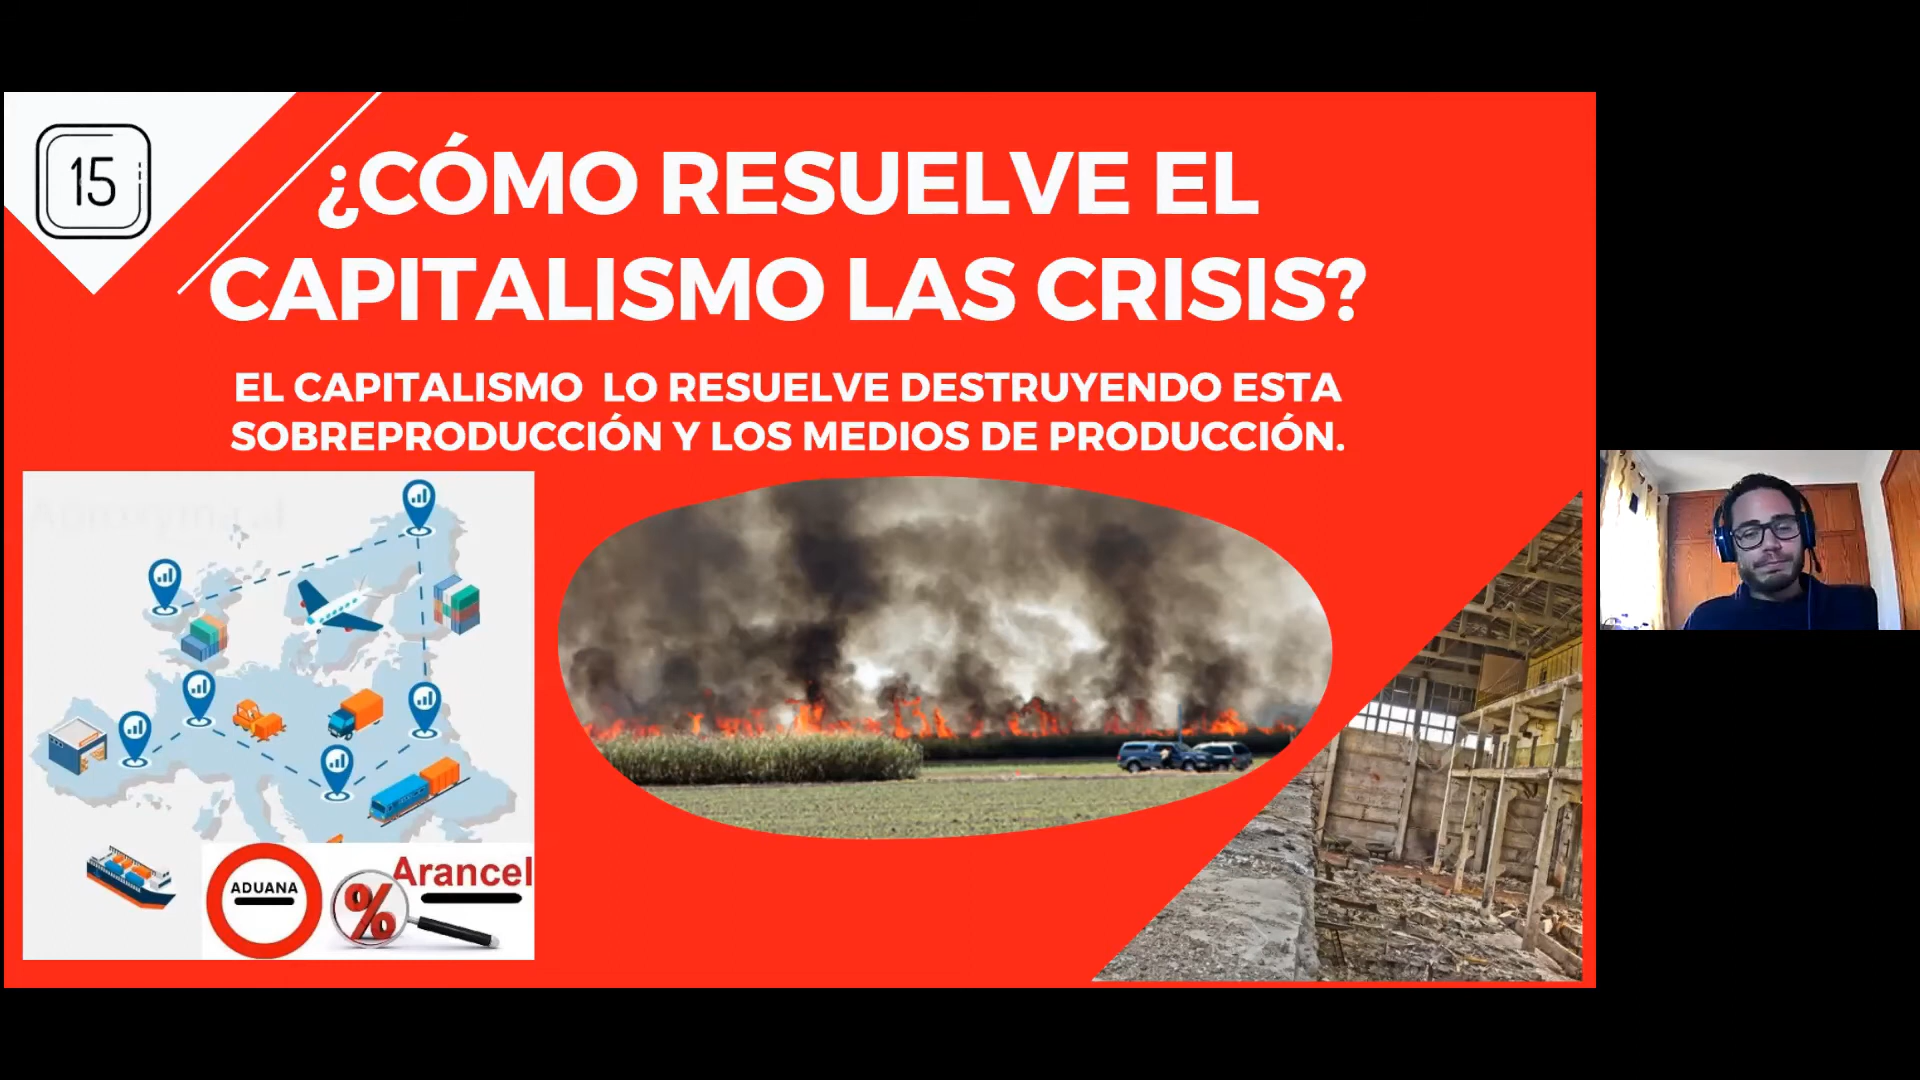 15
¿CÓMO RESUELVE EL
CAPITALISMO LAS CRISIS?
EL CAPITALISMO LO RESUELVE DESTRUYENDO ESTA
SOBREPRODUCCIÓN Y LOS MEDIOS DE PRODUCCIÓN.
ADUANA
%
Arancel